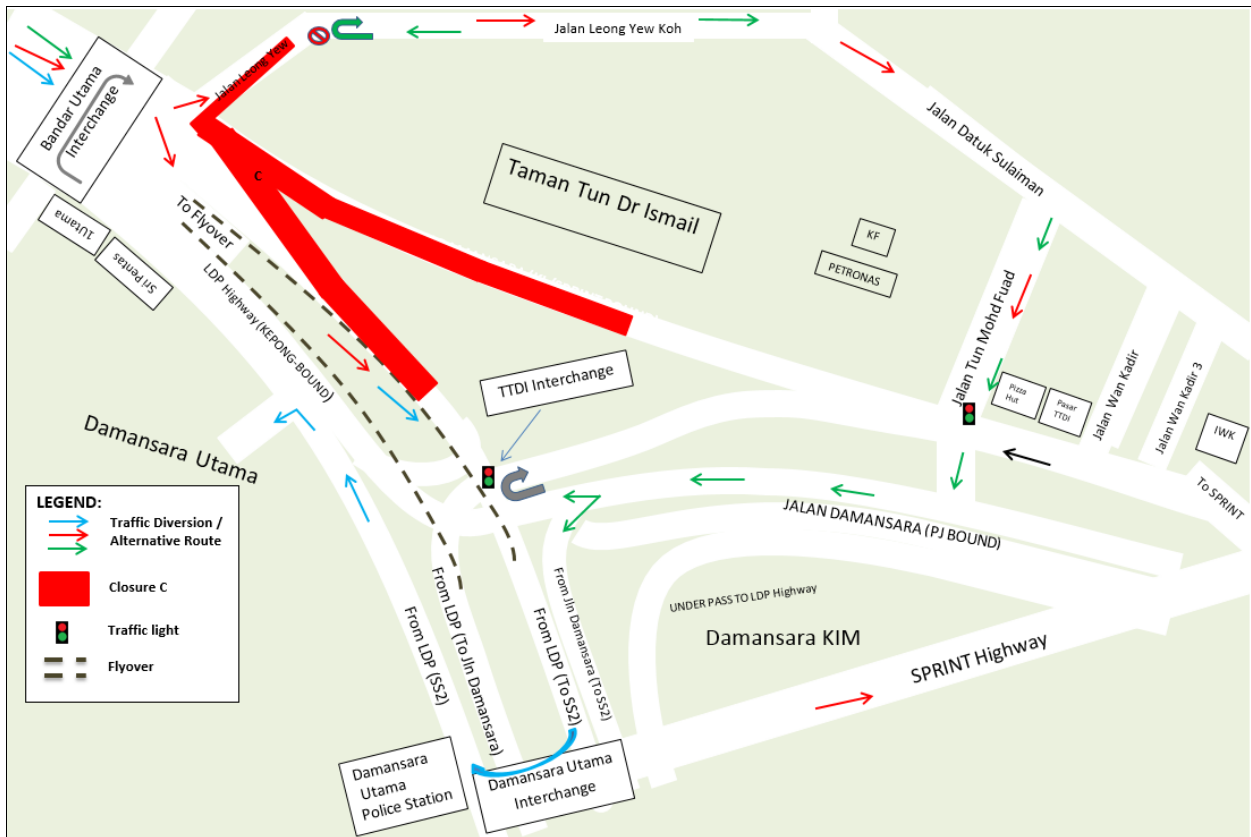 Jalan Leong Yew Koh
Jalan Leong Yew
Bandar Utama
Interchange
Jalan Datuk Sulaiman
C
Taman Tun Dr Ismail
To Flyover
1Utama
Sri Pentas
KF
PETRONAS
LDP Highway (KEPONG-BOUND)
Jalan Tun Mohd Fuad
TTDI Interchange
Pizza
Hut
Pasar
TTDI
Jalan Wan Kadir
Jalan Wan Kadir 3
IWK
Damansara Utama
To SPRINT
LEGEND:
Traffic Diversion /
Alternative Route
Closure C
Traffic light
Flyover
JALAN DAMANSARA (PJ BOUND)
From LDP (SS2)
From LDP (To Jln Damansara)
From LDP (To SS2)
From Jln Damansara (To SS2)
UNDER PASS TO LDP Highway
Damansara KIM
SPRINT Highway
Damansara
Utama
Police Station
Damansara Utama
Interchange